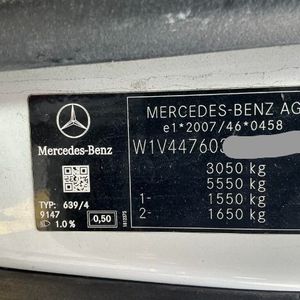 MERCEDES-BENZ AG
e1*2007/46*0458
W1V447603
3050 kg
5550 kg
1- 1550 kg
2- 1650 kg
Mercedes-Benz
TYP: 639/4
9147
1.0 % 0,50